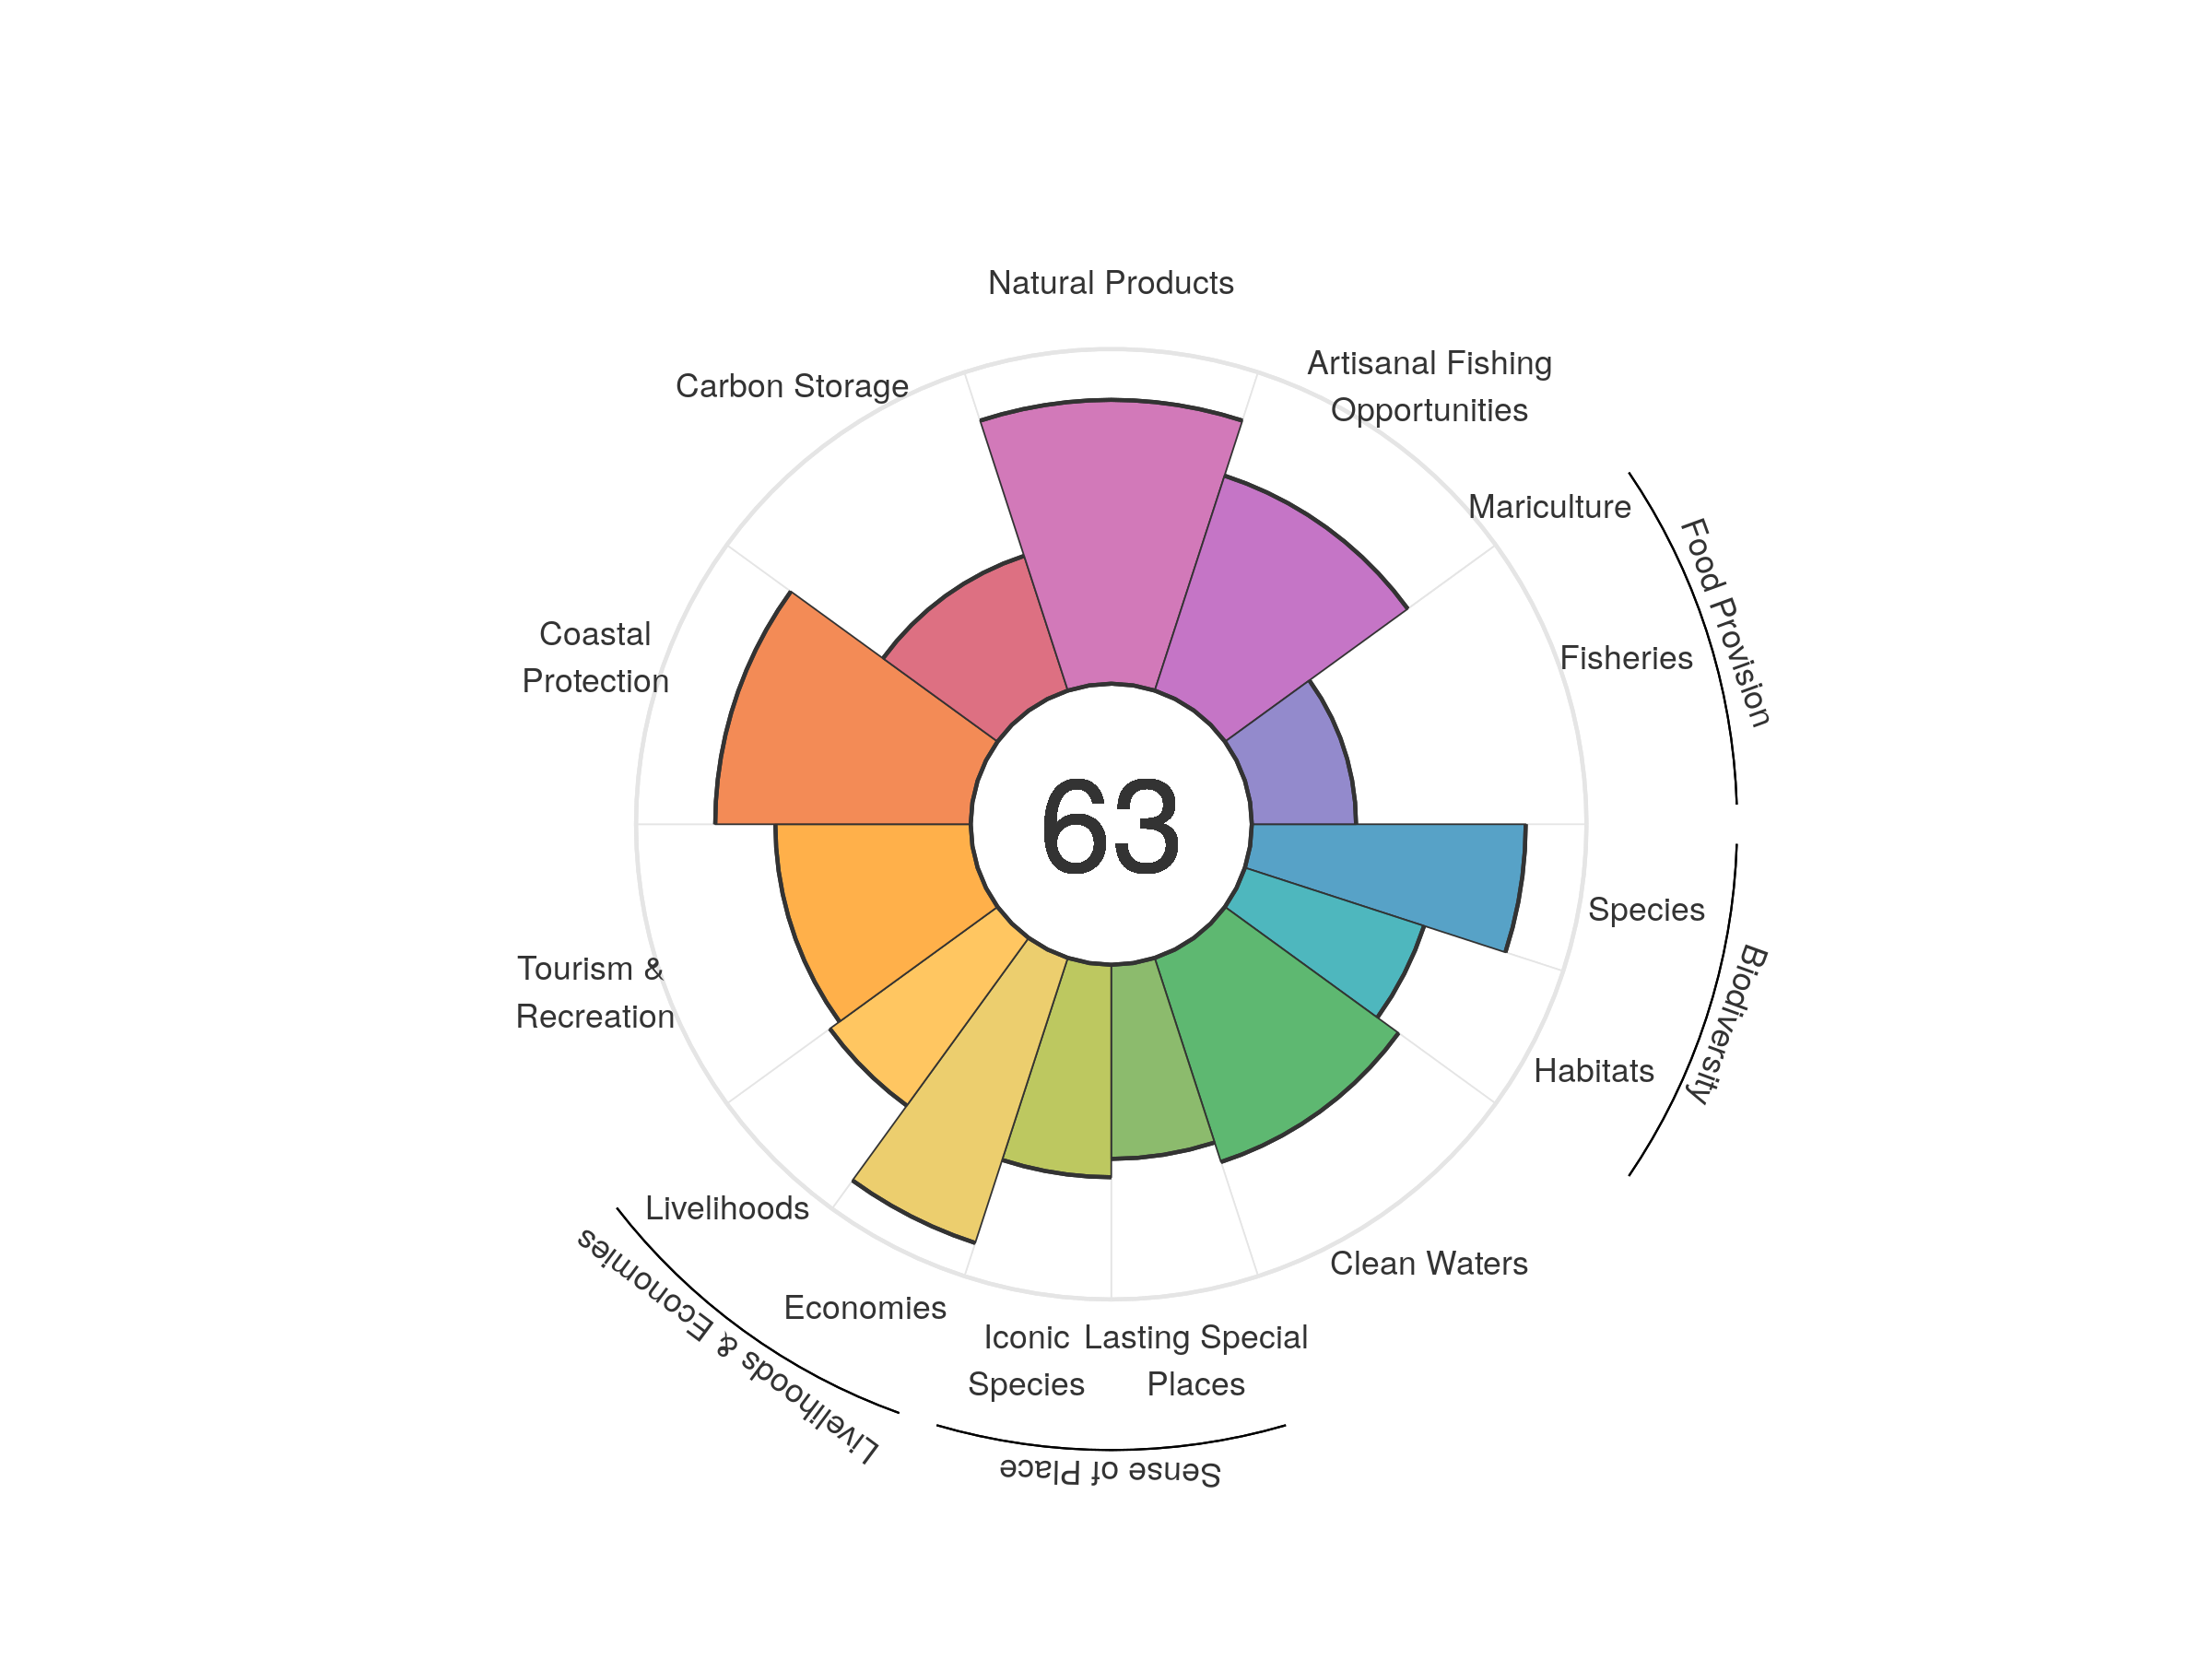 Natural Products
Artisanal Fishing
Opportunities
Carbon Storage
Mariculture
Food Provision
Fisheries
Coastal
Protection
63
Species
Biodiversity
Habitats
Tourism &
Recreation
Livelihoods
Livelihoods & Economies
Economies
Clean Waters
Iconic
Species
Lasting Special
Places
Sense of Place